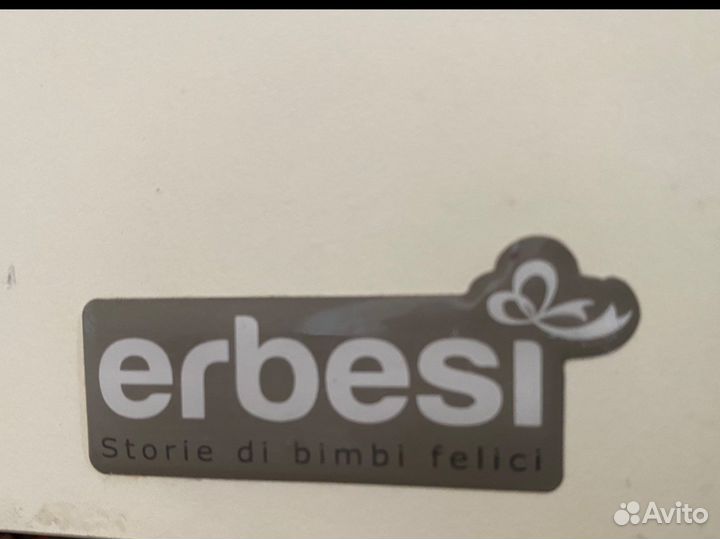 erbesi
Storie di bimbi felici
Avito